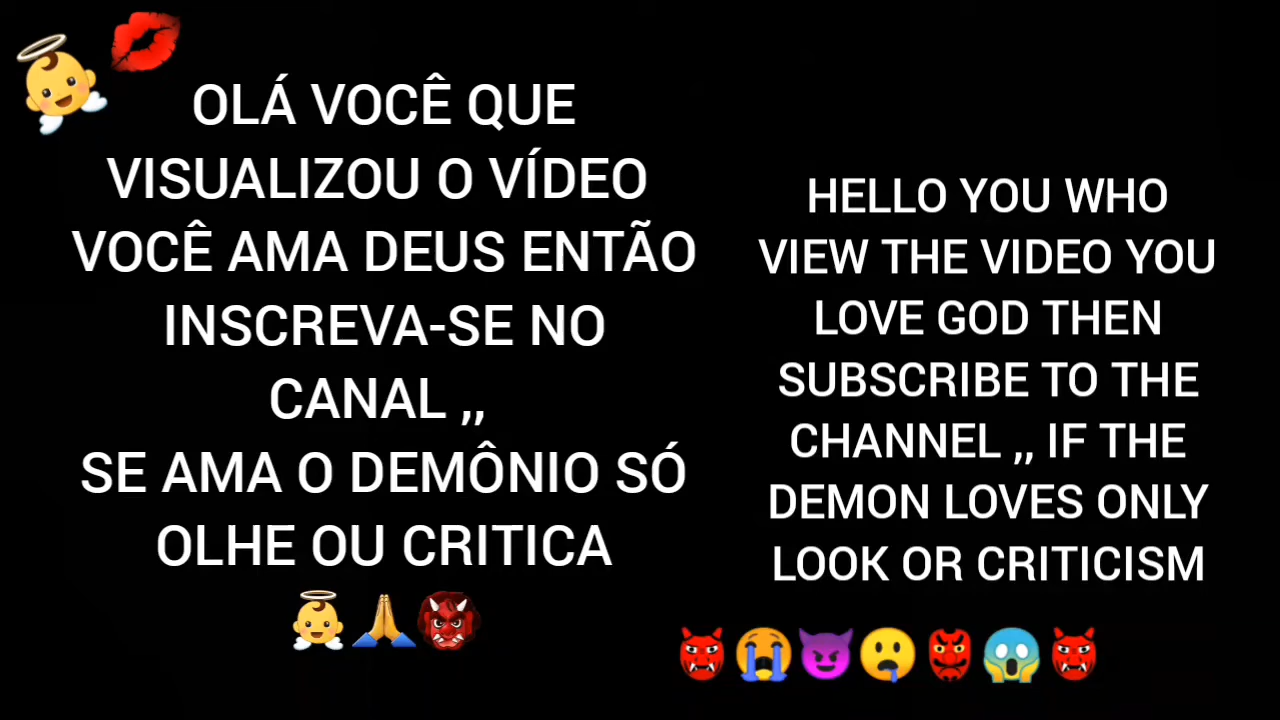 OLÁ VOCÊ QUE
VISUALIZOU O VÍDEO
VOCÊ AMA DEUS ENTÃO
INSCREVA-SE NO
CANAL ,,
SE AMA O DEMÔNIO SÓ
OLHE OU CRITICA
HELLO YOU WHO
VIEW THE VIDEO YOU
LOVE GOD THEN
SUBSCRIBE TO THE
CHANNEL ,, IF THE
DEMON LOVES ONLY
LOOK OR CRITICISM